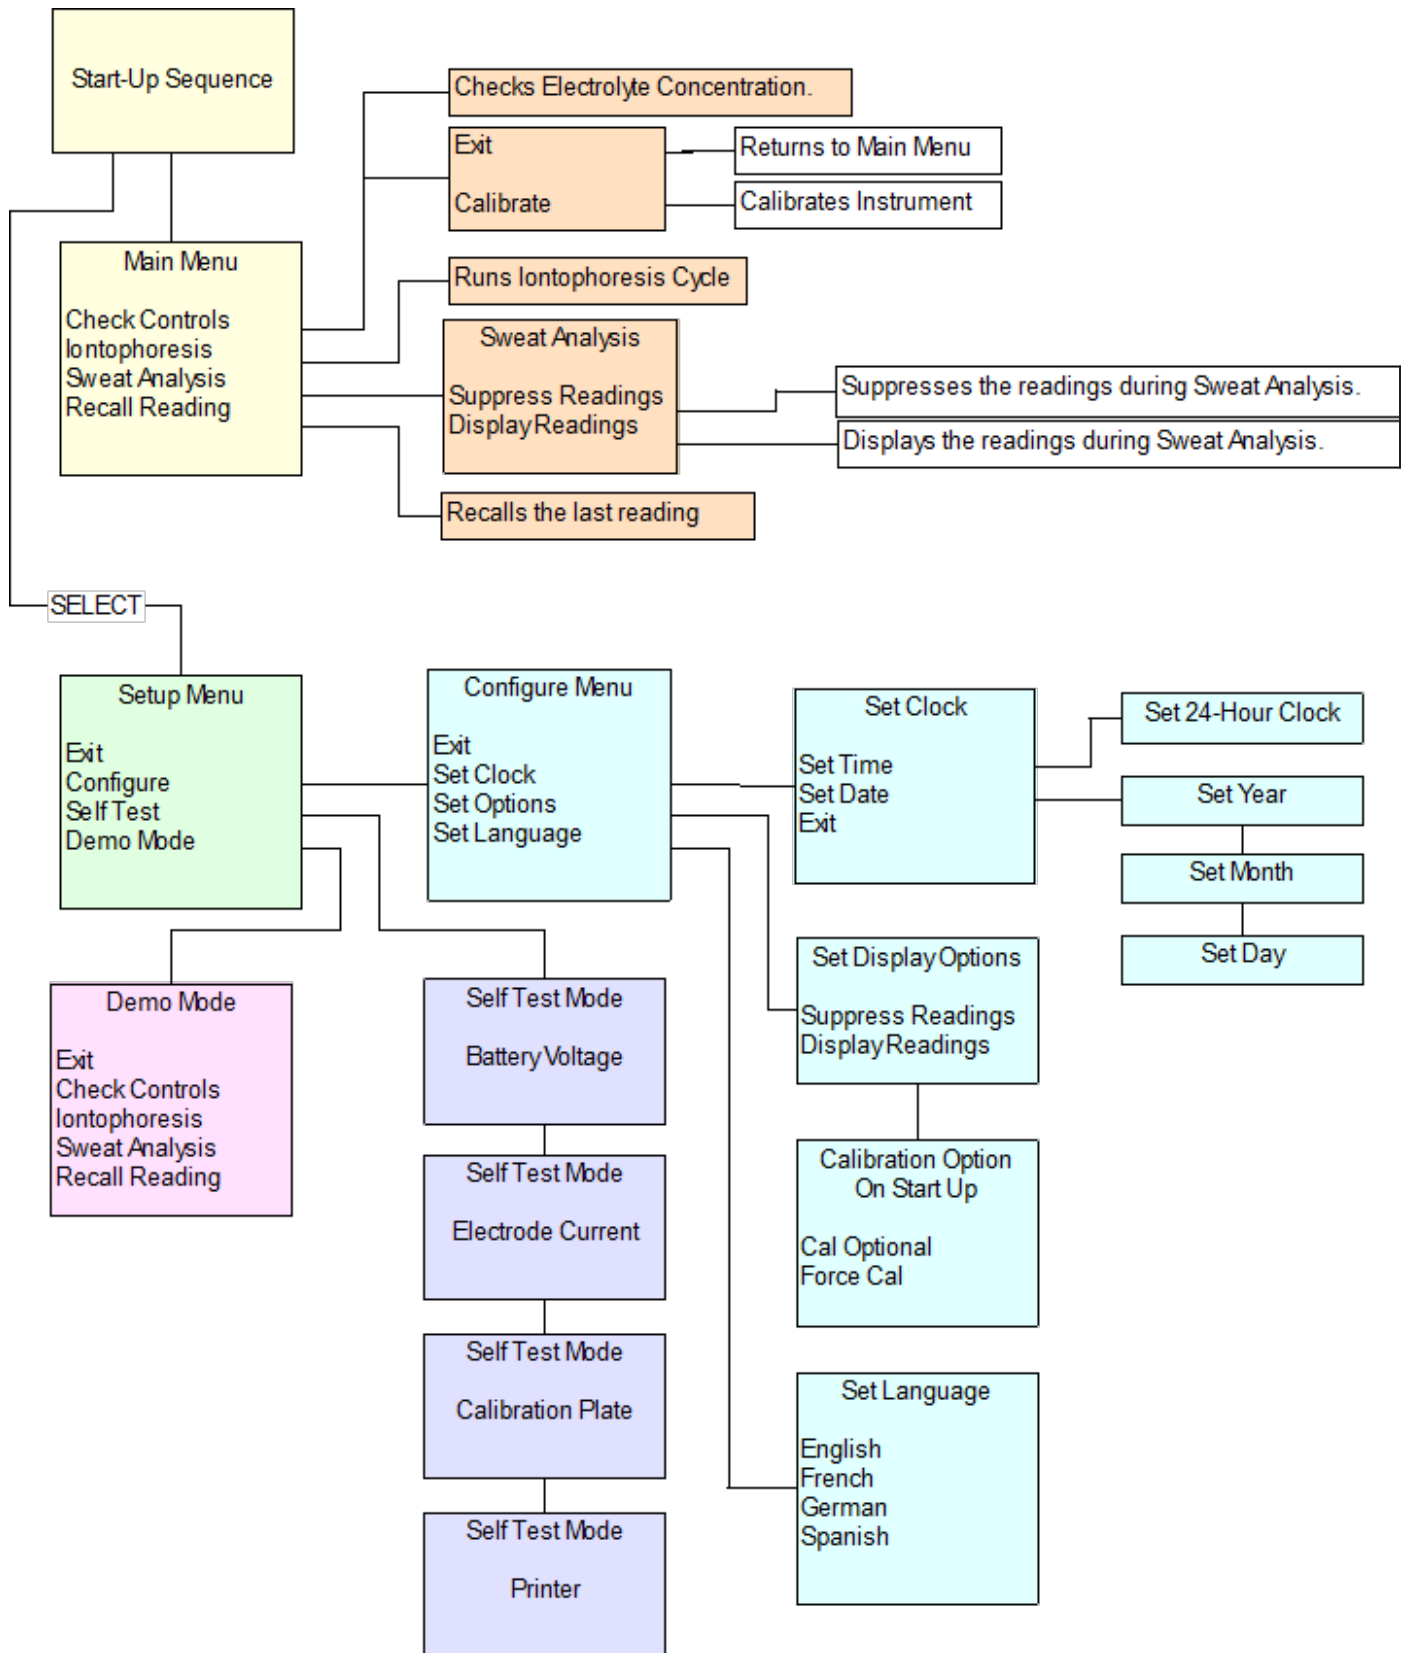 Start-Up Sequence
Checks Electrolyte Concentration.
Exit
Returns to Main Menu
Calibrate
Calibrates Instrument
Main Menu
Check Controls
Iontophoresis
Sweat Analysis
Recall Reading
Runs Iontophoresis Cycle
Sweat Analysis
Suppress Readings
Display Readings
Suppresses the readings during Sweat Analysis.
Displays the readings during Sweat Analysis.
Recalls the last reading
SELECT
Setup Menu
Exit
Configure
Self Test
Demo Mode
Configure Menu
Exit
Set Clock
Set Options
Set Language
Set Clock
Set Time
Set Date
Exit
Set 24-Hour Clock
Set Year
Set Month
Set Day
Demo Mode
Exit
Check Controls
Iontophoresis
Sweat Analysis
Recall Reading
Self Test Mode
Battery Voltage
Self Test Mode
Electrode Current
Self Test Mode
Calibration Plate
Self Test Mode
Printer
Set Display Options
Suppress Readings
Display Readings
Calibration Option
On Start Up
Cal Optional
Force Cal
Set Language
English
French
German
Spanish